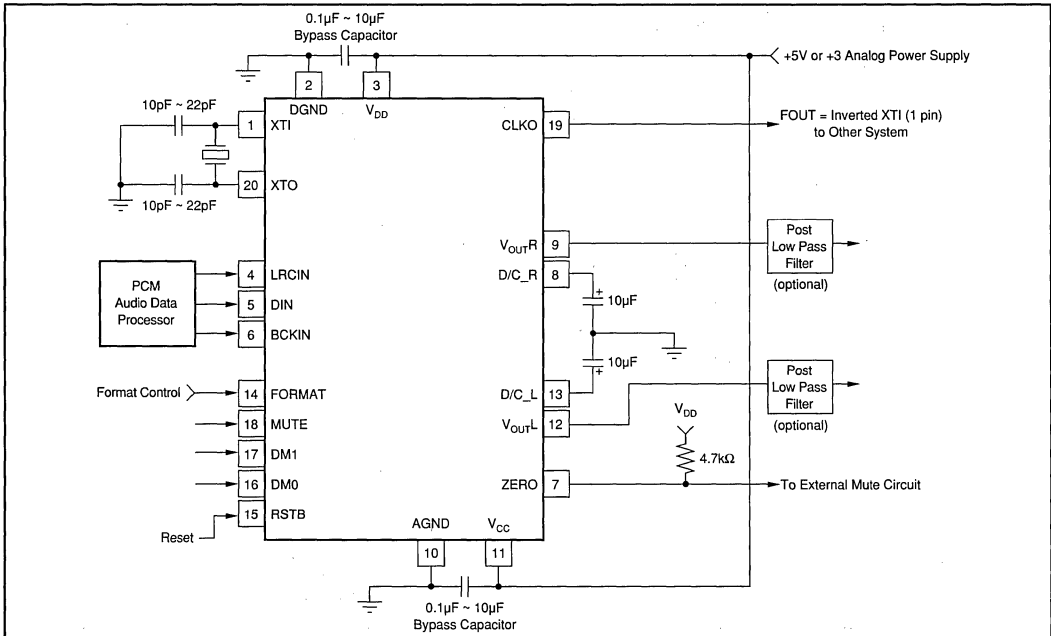 0.1µF ~ 10µF
Bypass Capacitor
+5V or +3 Analog Power Supply
2
3
DGND
VDD
10pF ~ 22pF
1
XTI
CLKO
19
FOUT = Inverted XTI (1 pin)
to Other System
20
XTO
10pF ~ 22pF
Post
Low Pass
Filter
(optional)
VOUTR
9
D/C_R
8
PCM
Audio Data
Processor
4
LRCIN
5
DIN
6
BCKIN
+
10µF
10µF
+
Format Control
14
FORMAT
D/C_L
13
Post
Low Pass
Filter
(optional)
18
MUTE
VOUTL
12
VDD
17
DM1
4.7kΩ
16
DM0
ZERO
7
To External Mute Circuit
15
RSTB
Reset
AGND
VCC
10
11
0.1µF ~ 10µF
Bypass Capacitor